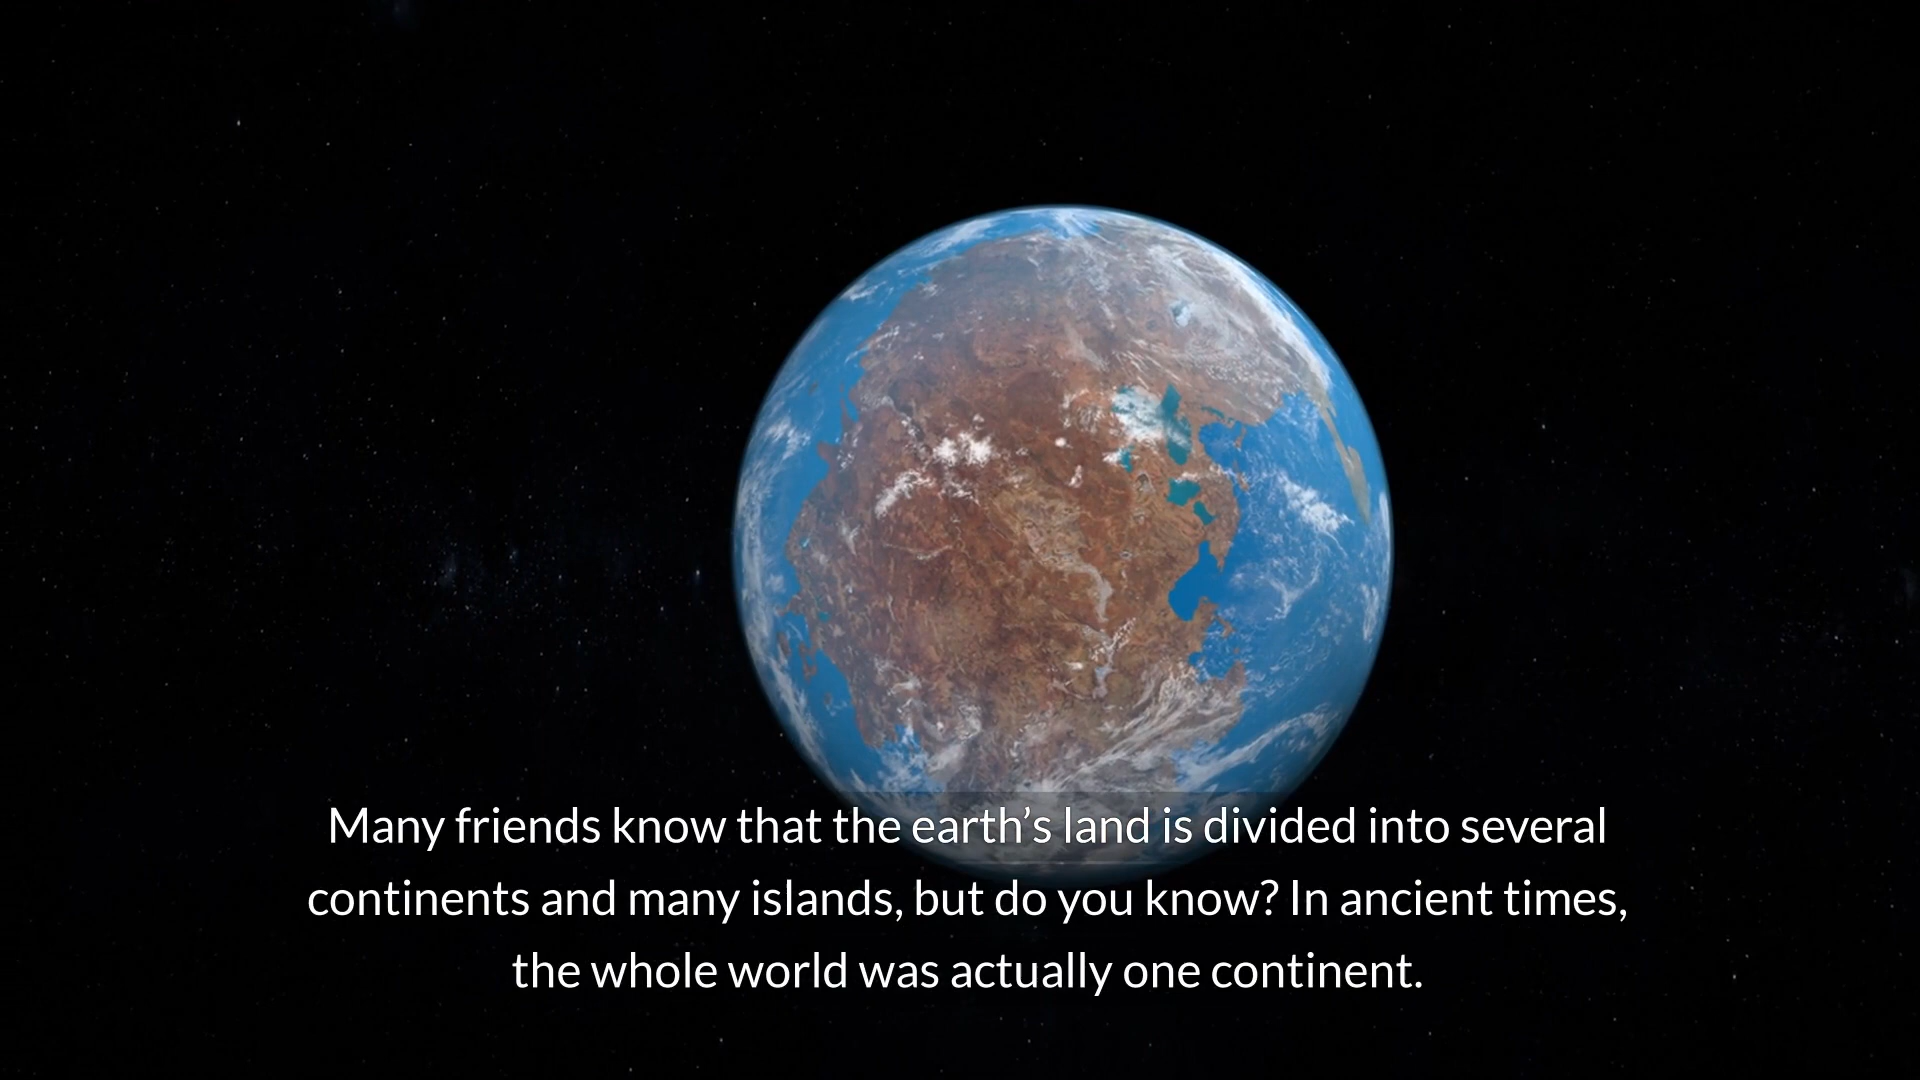 Many friends know that the earth’s land is divided into several
continents and many islands, but do you know? In ancient times,
the whole world was actually one continent.